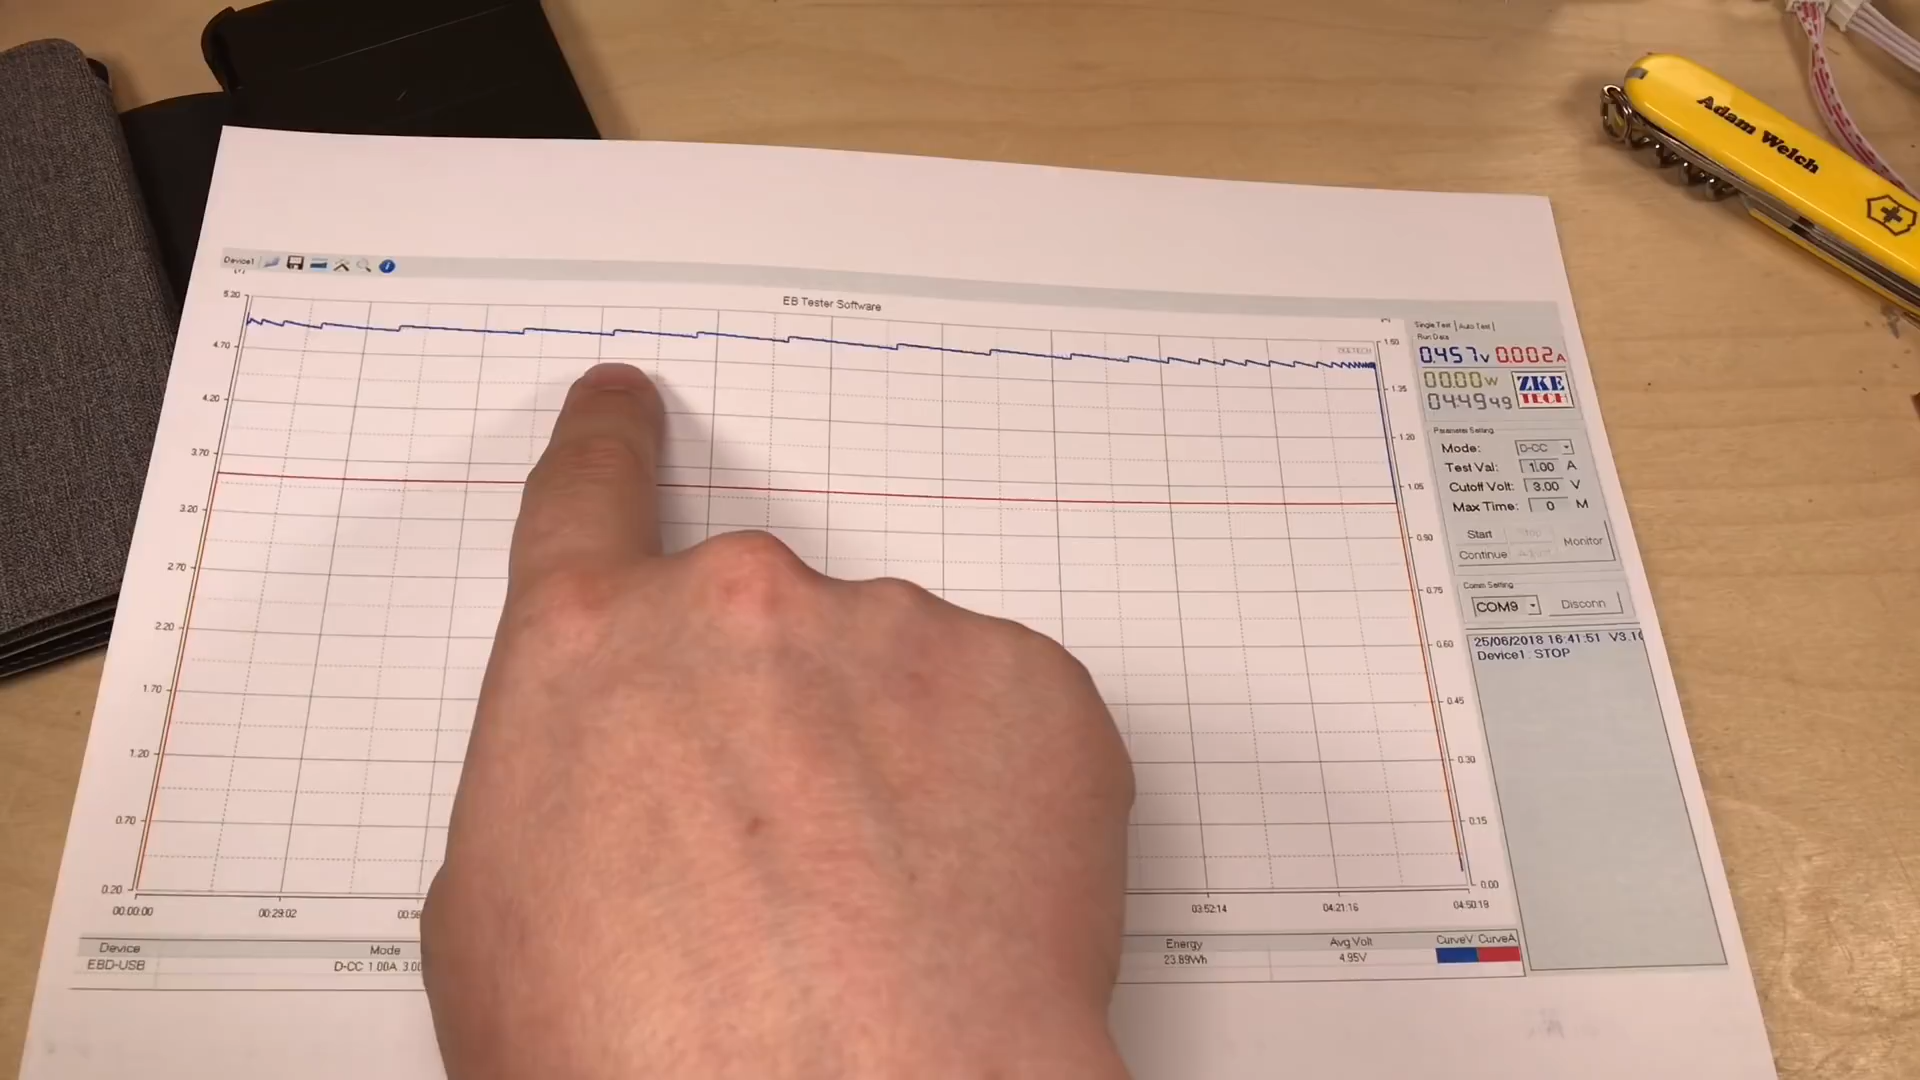 Adam Welch
Device1
EB Tester Software
5.20
4.70
4.20
3.70
3.20
2.70
2.20
1.70
1.20
0.70
0.20
1.50
1.35
1.20
1.05
0.90
0.75
0.60
0.45
0.30
0.15
0.00
00:00:00
00:29:02
03:52:14
04:21:16
04:50:19
Single Test
Auto Test
Run Data
0.457V 0.002A
00.00W
04:49:49
ZKE
TECH
Parameter Setting
Mode: D-CC
Test Val: 1.00 A
Cutoff Volt: 3.00 V
Max Time: 0 M
Start
Continue
Monitor
Comm Setting
COM9
Disconn
25/06/2018 16:41:51
Device1: STOP
Device
Mode
Energy
Avg Volt
CurveV CurveA
EBD-USB
D-CC 1.00A
23.89Wh
4.95V